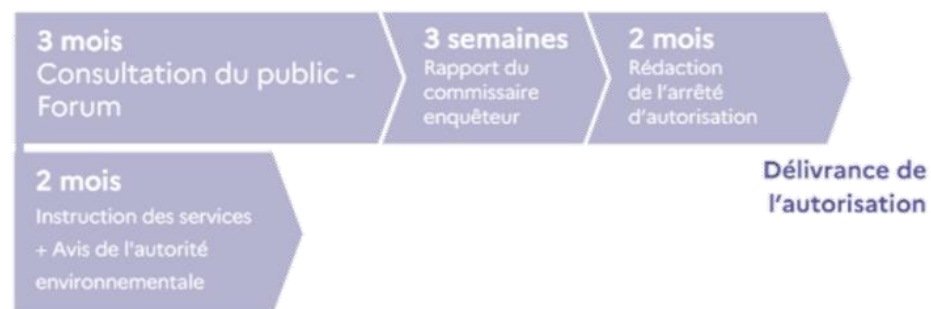 3 mois
Consultation du public -
Forum
3 semaines
Rapport du
commissaire
enquêteur
2 mois
Rédaction
de l'arrêté
d'autorisation
2 mois
Instruction des services
+ Avis de l'autorité
environnementale
Délivrance de
l'autorisation